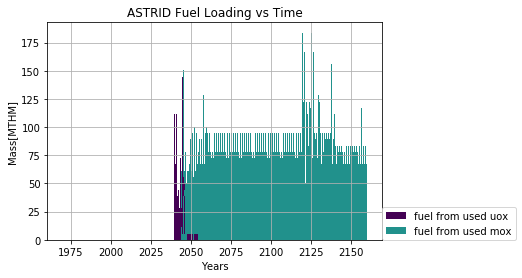 ASTRID Fuel Loading vs Time
Mass[MTHM]
175
150
125
100
75
50
25
0
1975 2000 2025 2050 2075 2100 2125 2150
Years
fuel from used uox
fuel from used mox